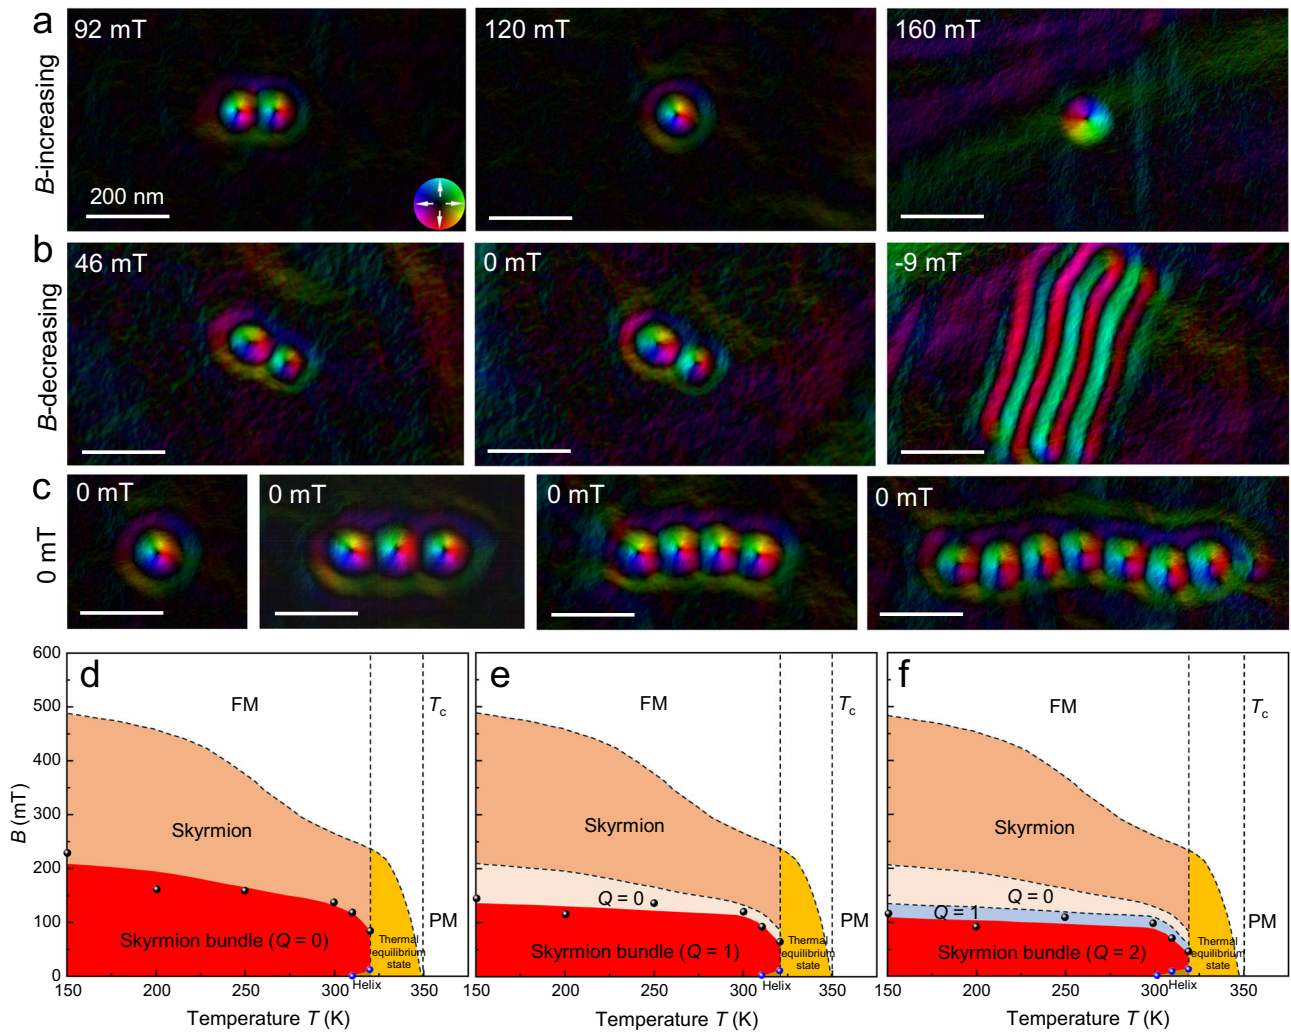 a
B-increasing
92 mT
120 mT
160 mT
200 nm
b
B-decreasing
46 mT
0 mT
-9 mT
c
0 mT
0 mT
0 mT
0 mT
0 mT
d
B (mT)
600
500
400
300
200
100
0
FM
Tc
Skyrmion
Skyrmion bundle (Q = 0)
Thermal
equilibrium
state
PM
Helix
150
200
250
300
350
Temperature T (K)
e
FM
Tc
Skyrmion
Q = 0
Skyrmion bundle (Q = 1)
Thermal
equilibrium
state
PM
Helix
150
200
250
300
350
Temperature T (K)
f
FM
Tc
Skyrmion
Q = 0
Q = 1
Skyrmion bundle (Q = 2)
Thermal
equilibrium
state
PM
Helix
150
200
250
300
350
Temperature T (K)